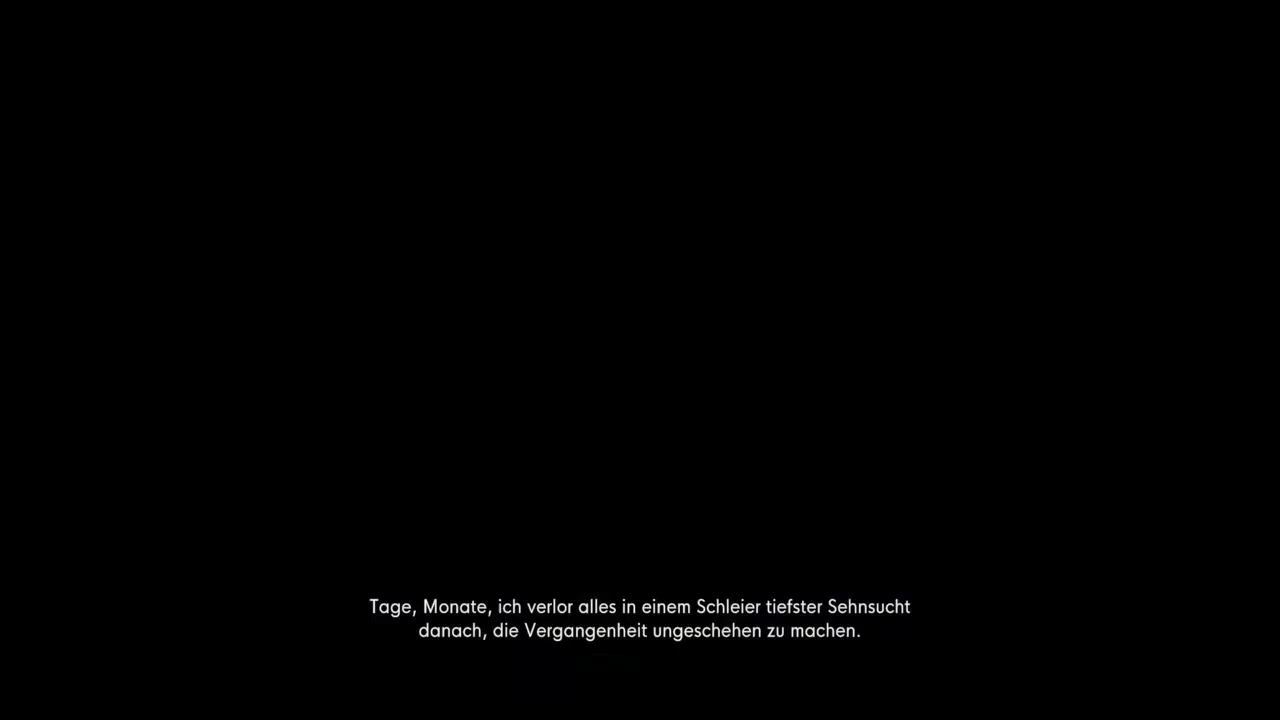 Tage, Monate, ich verlor alles in einem Schleier tiefster Sehnsucht
danach, die Vergangenheit ungeschehen zu machen.